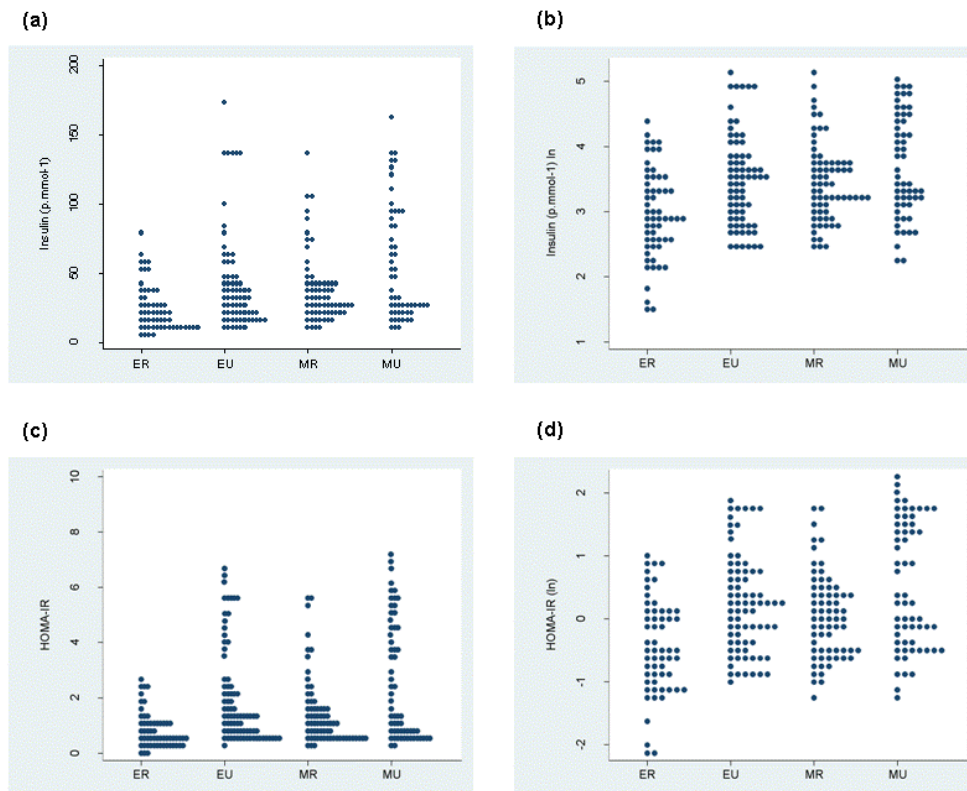 (a)
Insulin (p.mmol-1)
200
150
100
50
0
ER EU MR MU
(b)
Insulin (p.mmol-1) ln
5
4
3
2
1
ER EU MR MU
(c)
HOMA-IR
10
8
6
4
2
0
ER EU MR MU
(d)
HOMA-IR (ln)
2
1
0
-1
-2
ER EU MR MU